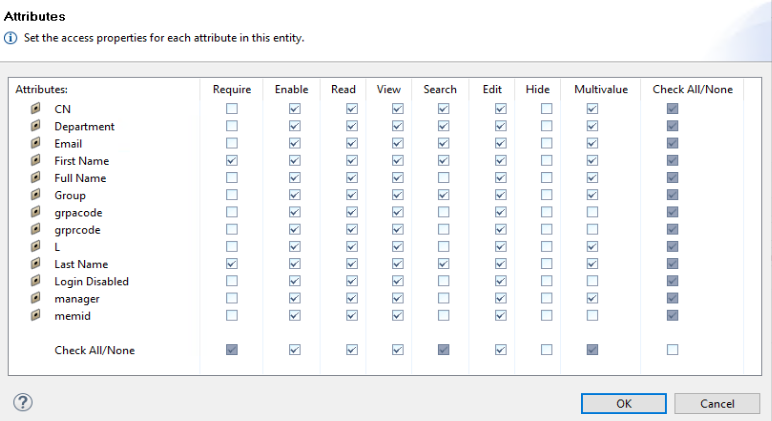 Attributes
Set the access properties for each attribute in this entity.
Attributes: Require Enable Read View Search Edit Hide Multivalue Check All/None
CN
Department
Email
First Name
Full Name
Group
grpacode
grprcode
L
Last Name
Login Disabled
manager
memid
Check All/None
OK Cancel